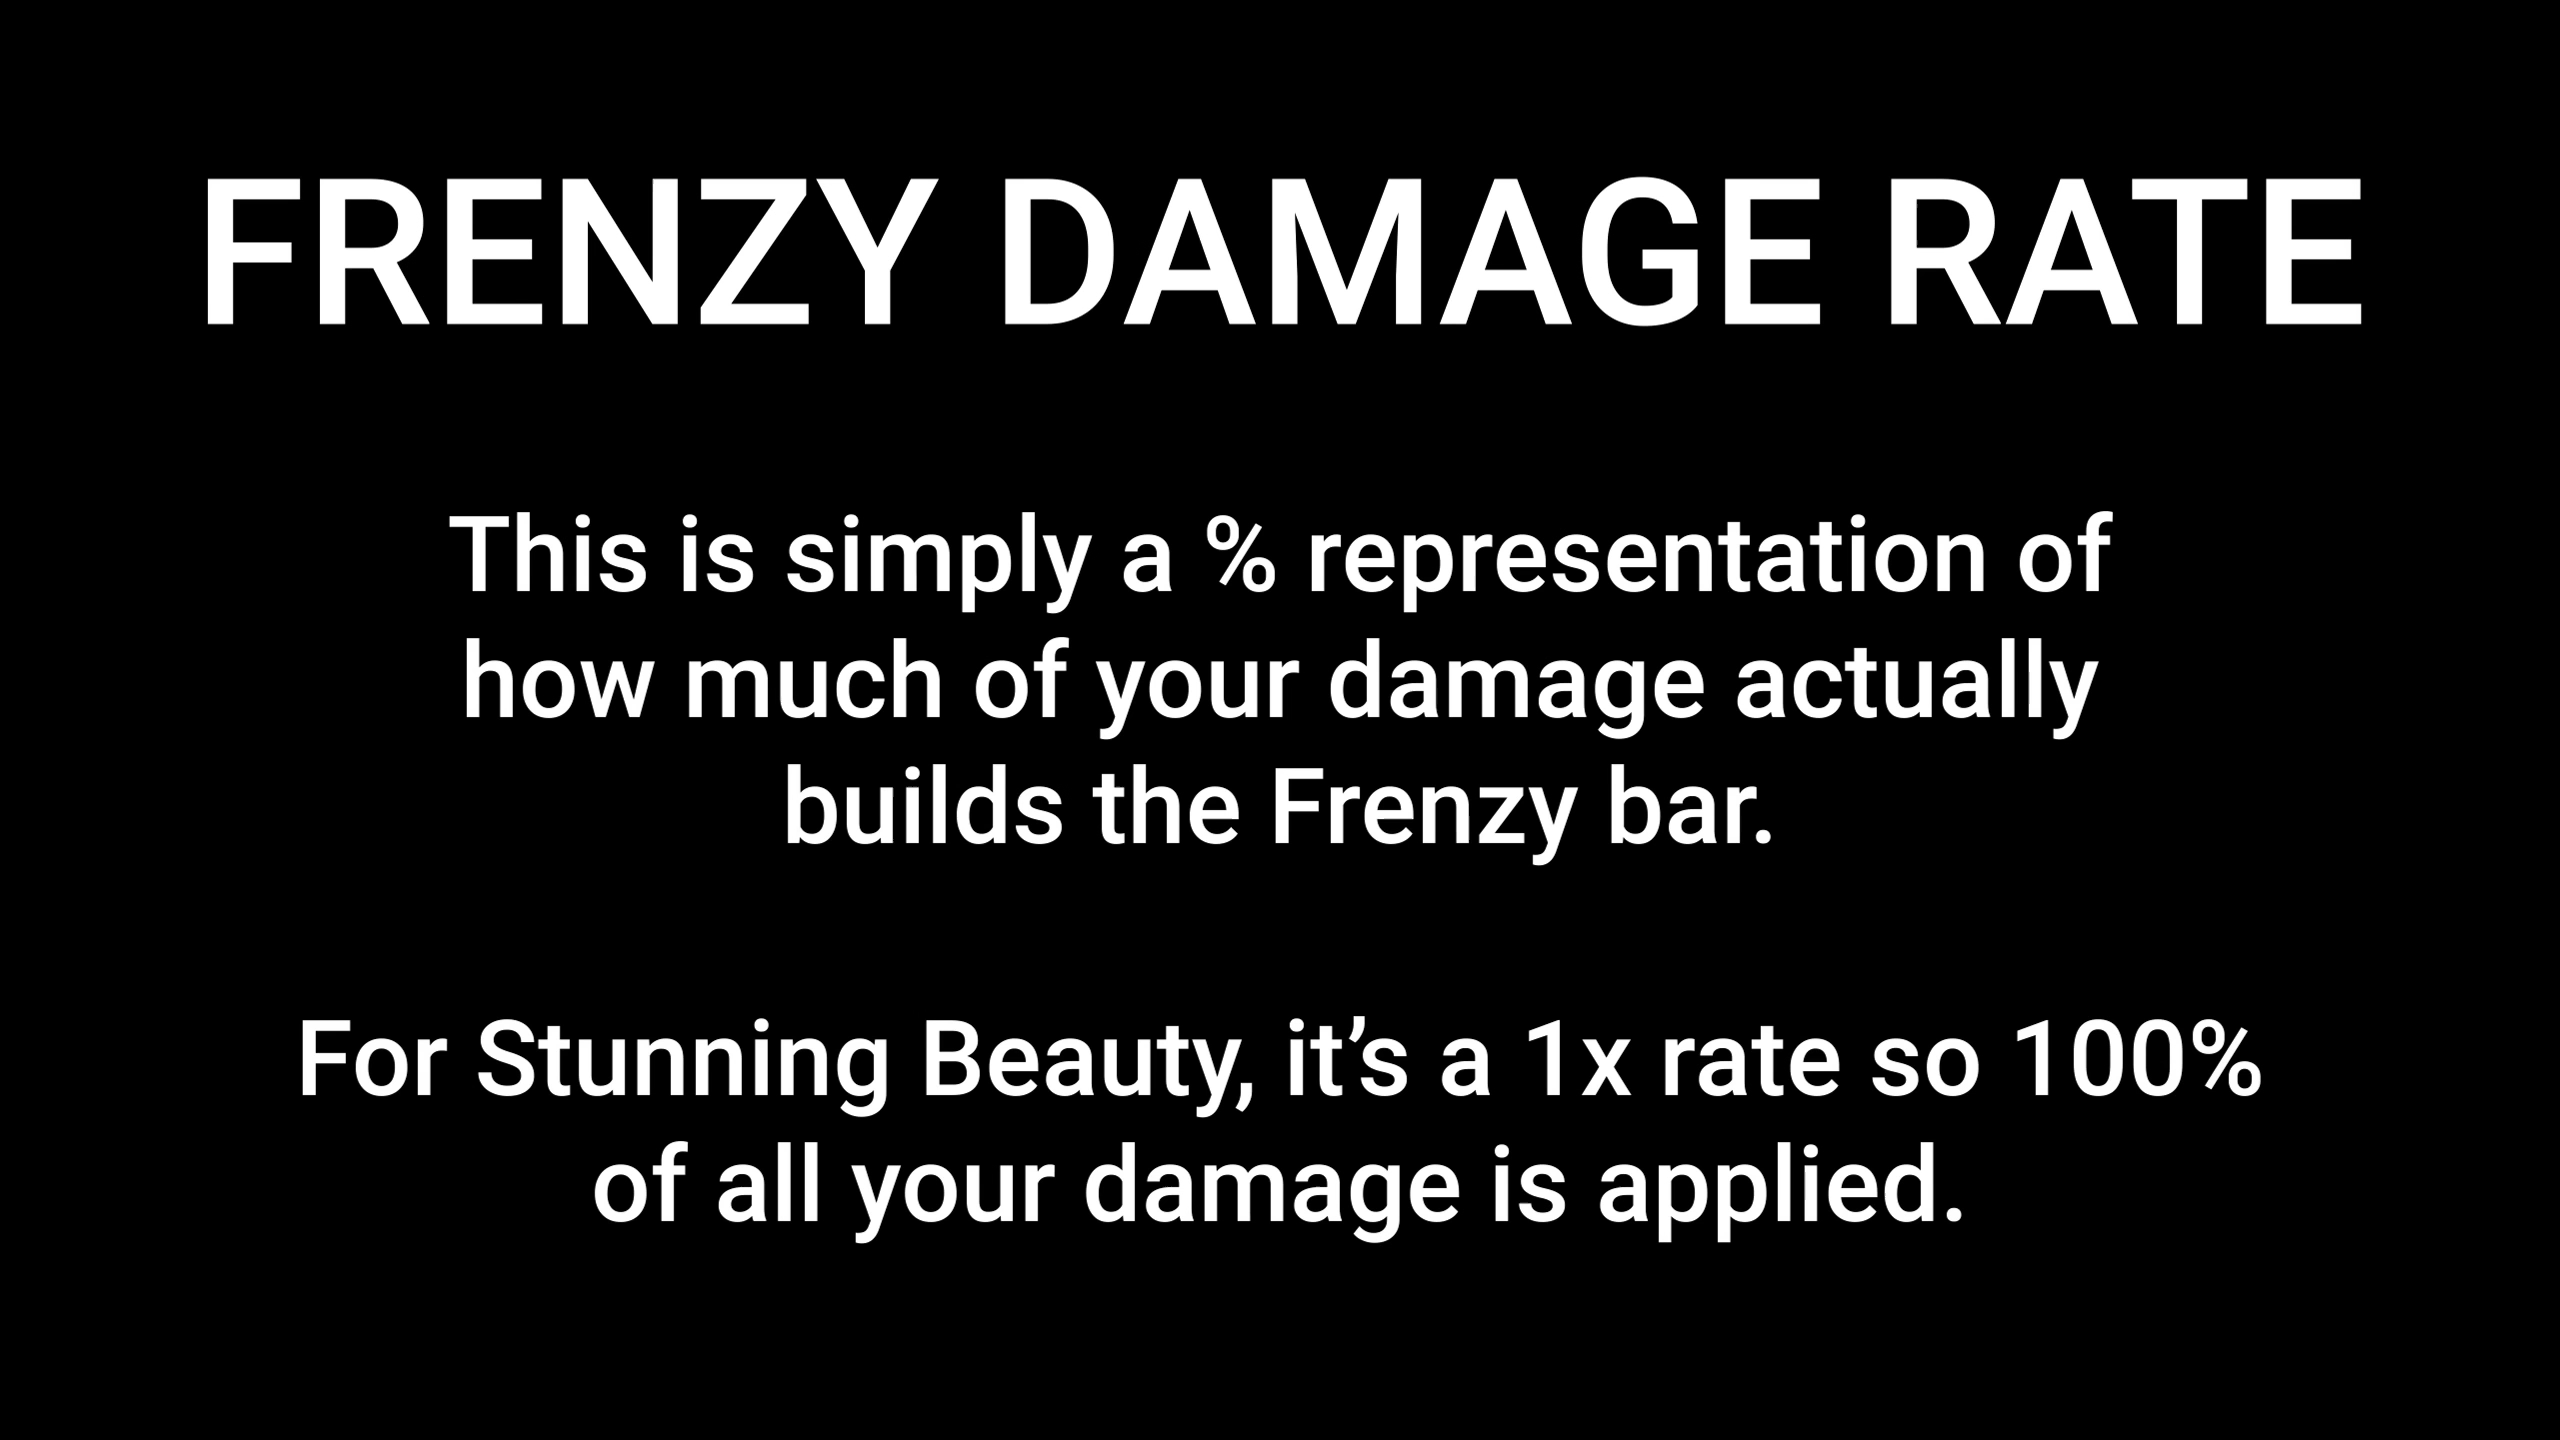 FRENZY DAMAGE RATE
This is simply a % representation of
how much of your damage actually
builds the Frenzy bar.
For Stunning Beauty, it’s a 1x rate so 100%
of all your damage is applied.